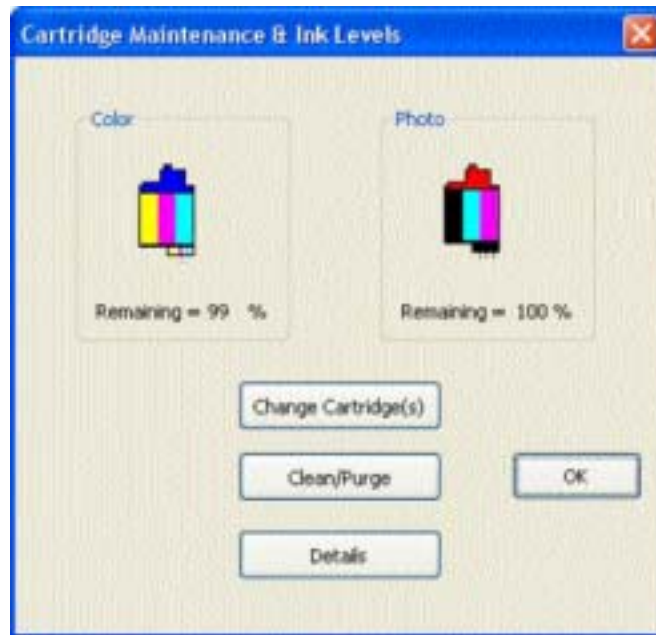 Cartridge Maintenance & Ink Levels
Color
Photo
Remaining = 99 %
Remaining = 100 %
Change Cartridge(s)
Clean/Purge
OK
Details